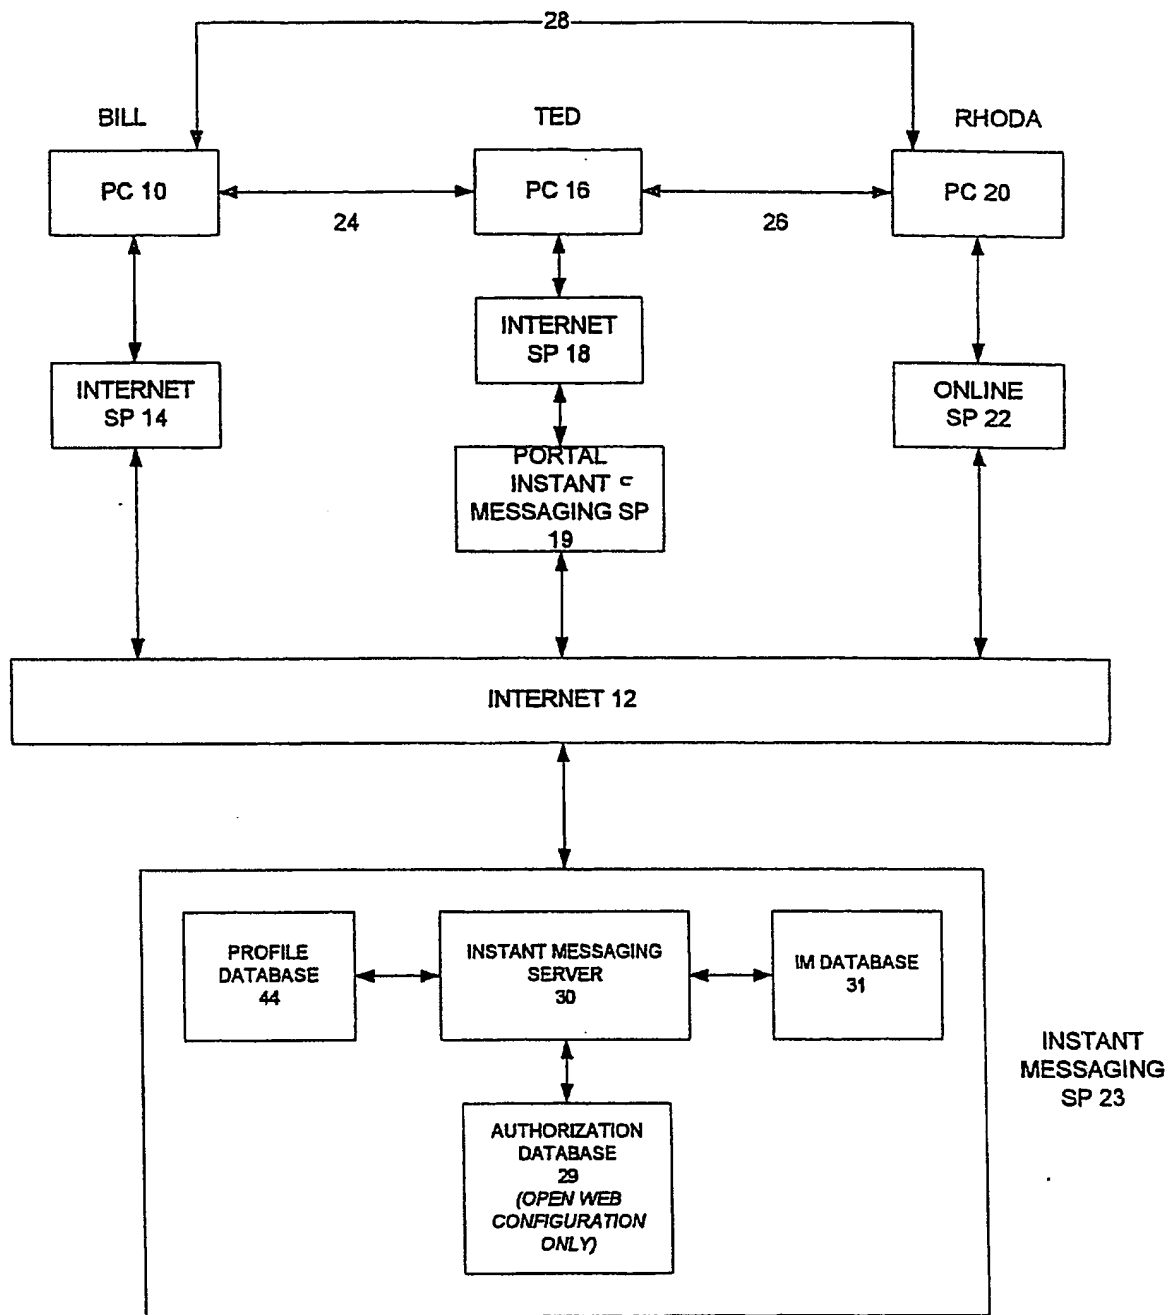 28
BILL
TED
RHODA
PC 10
PC 16
PC 20
24
26
INTERNET
SP 18
INTERNET
SP 14
ONLINE
SP 22
PORTAL
INSTANT
MESSAGING SP
19
INTERNET 12
PROFILE
DATABASE
44
INSTANT MESSAGING
SERVER
30
IM DATABASE
31
INSTANT
MESSAGING
SP 23
AUTHORIZATION
DATABASE
29
(OPEN WEB
CONFIGURATION
ONLY)